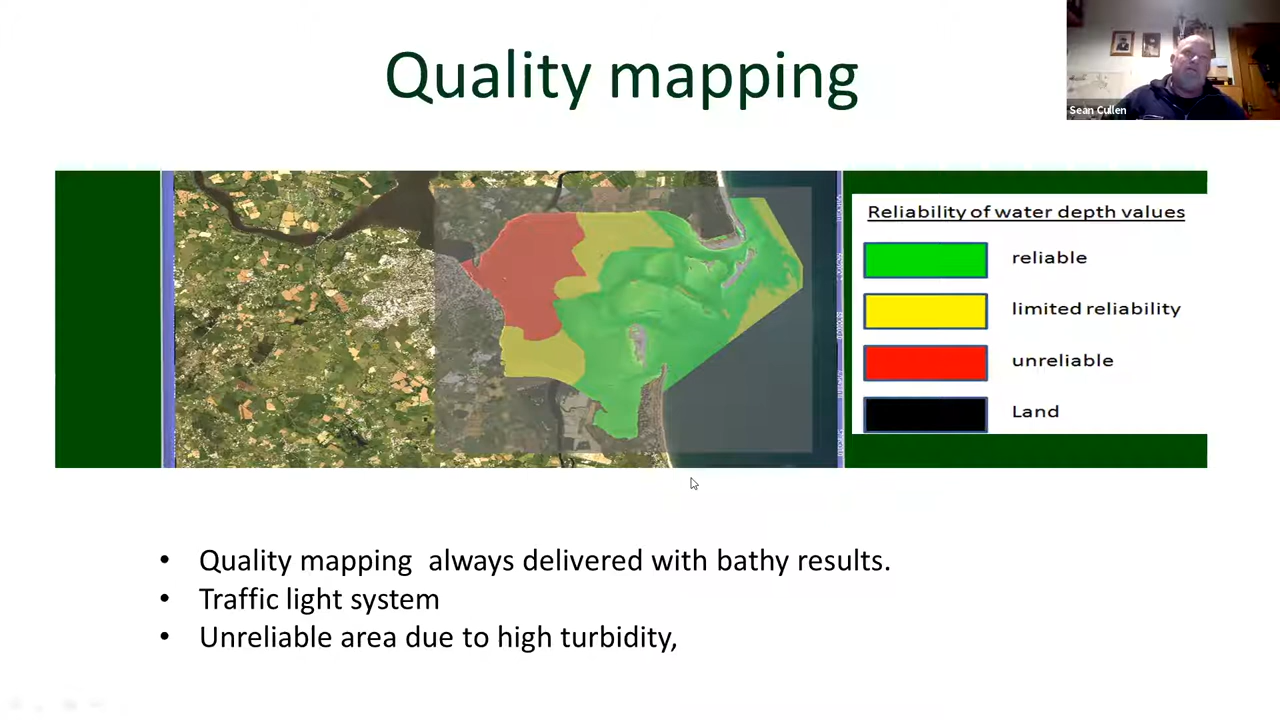 Quality mapping
Sean Cullen
Reliability of water depth values
reliable
limited reliability
unreliable
Land
• Quality mapping  always delivered with bathy results.
• Traffic light system
• Unreliable area due to high turbidity,